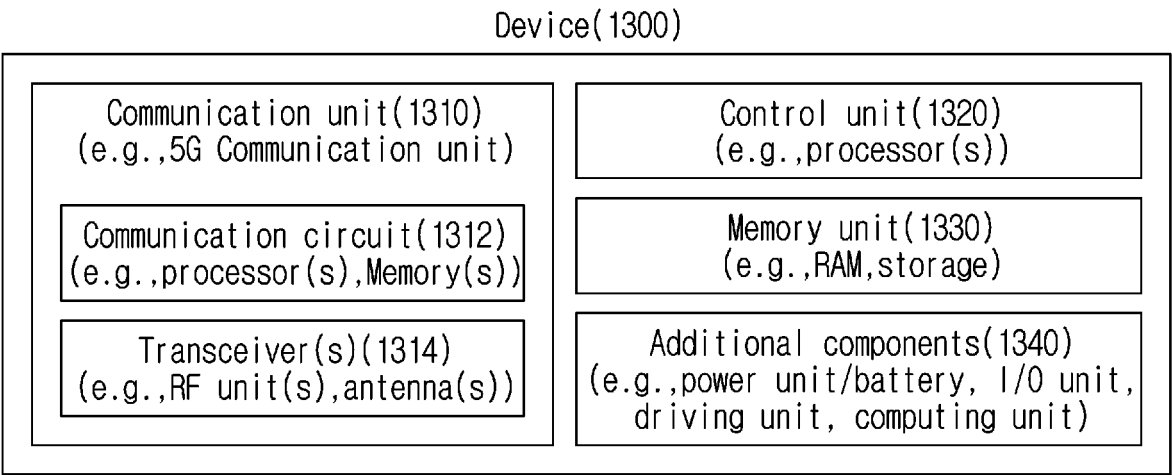 Device(1300)
Communication unit(1310)
(e.g.,5G Communication unit)
Communication circuit(1312)
(e.g.,processor(s),Memory(s))
Transceiver(s)(1314)
(e.g.,RF unit(s),antenna(s))
Control unit(1320)
(e.g.,processor(s))
Memory unit(1330)
(e.g.,RAM,storage)
Additional components(1340)
(e.g.,power unit/battery, I/O unit,
driving unit, computing unit)